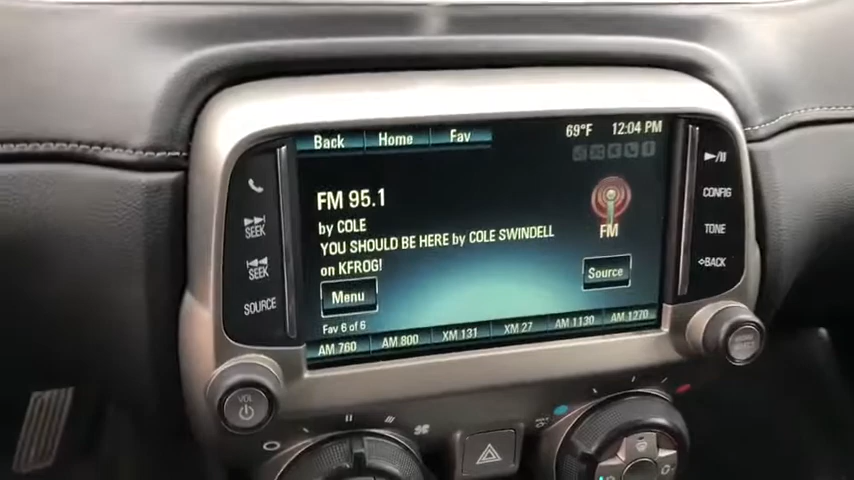 Back Home Fav 69°F 12:04 PM
FM 95.1
by COLE
YOU SHOULD BE HERE by COLE SWINDELL
on KFROG!
FM
Menu
Source
Fav 6 of 6
AM 760 AM 800 XM 131 XM 27 AM 1130 AM 1270
SEEK
SEEK
SOURCE
CONFIG
TONE
BACK
VOL
TUNE
MENU